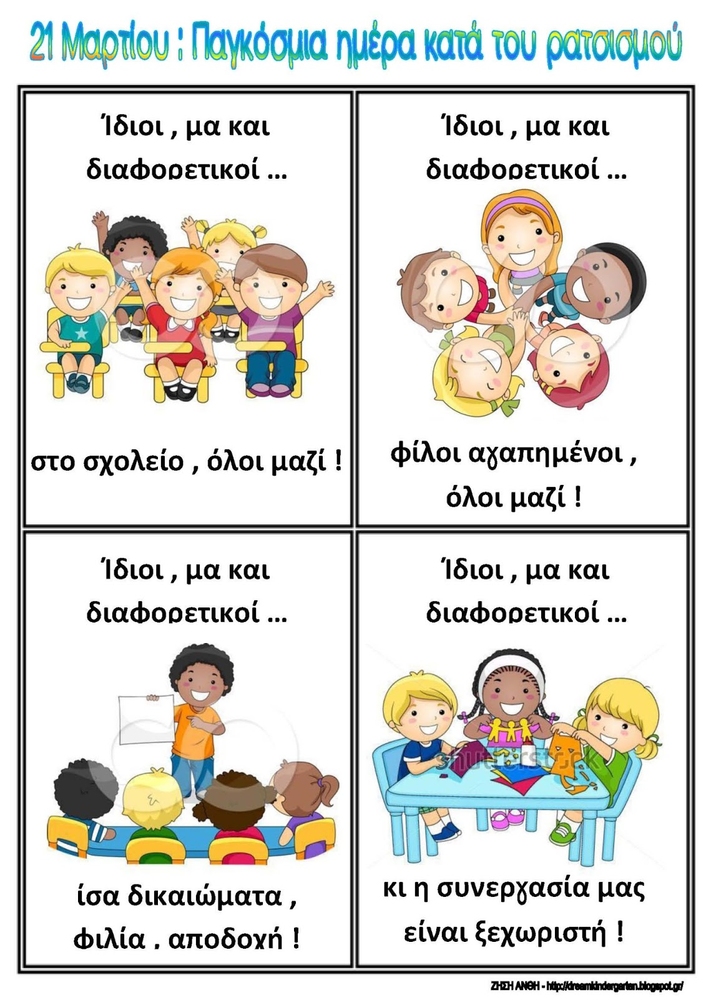 21 Μαρτίου : Παγκόσμια ημέρα κατά του ρατσισμού
Ίδιοι , μα και
διαφορετικοί ...
στο σχολείο , όλοι μαζί !
Ίδιοι , μα και
διαφορετικοί ...
φίλοι αγαπημένοι ,
όλοι μαζί !
Ίδιοι , μα και
διαφορετικοί ...
ίσα δικαιώματα ,
φιλία , αποδοχή !
Ίδιοι , μα και
διαφορετικοί ...
shutterstock
κι η συνεργασία μας
είναι ξεχωριστή !
ΖΗΣΗ ΑΝΘΗ - http://dreamkindergarten.blogspot.gr/